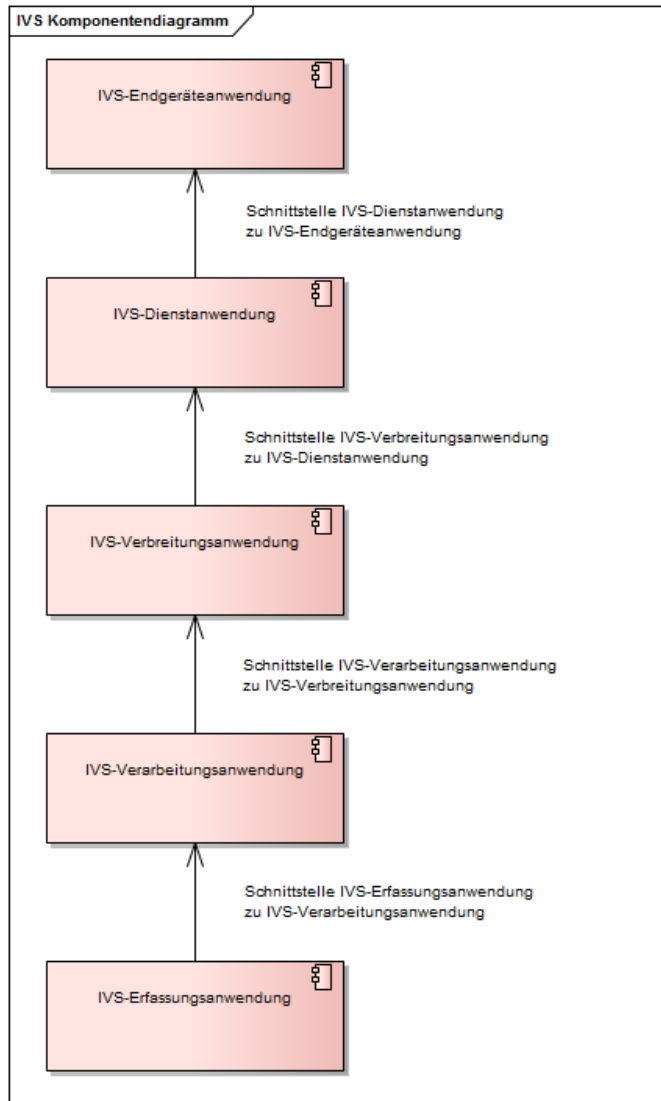 IVS Komponentendiagramm
IVS-Endgeräteanwendung
Schnittstelle IVS-Dienstanwendung
zu IVS-Endgeräteanwendung
IVS-Dienstanwendung
Schnittstelle IVS-Verbreitungsanwendung
zu IVS-Dienstanwendung
IVS-Verbreitungsanwendung
Schnittstelle IVS-Verarbeitungsanwendung
zu IVS-Verbreitungsanwendung
IVS-Verarbeitungsanwendung
Schnittstelle IVS-Erfassungsanwendung
zu IVS-Verarbeitungsanwendung
IVS-Erfassungsanwendung